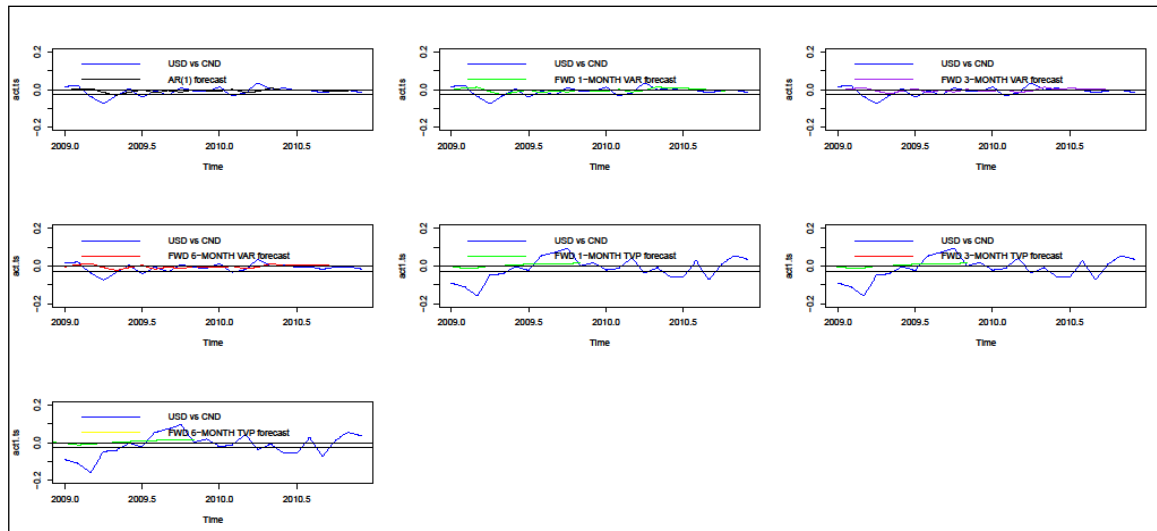 act.ts
0.2
0.0
−0.2
USD vs CND
AR(1) forecast
2009.0 2009.5 2010.0 2010.5
Time
act.ts
0.2
0.0
−0.2
USD vs CND
FWD 1−MONTH VAR forecast
2009.0 2009.5 2010.0 2010.5
Time
act.ts
0.2
0.0
−0.2
USD vs CND
FWD 3−MONTH VAR forecast
2009.0 2009.5 2010.0 2010.5
Time
act.ts
0.2
0.0
−0.2
USD vs CND
FWD 6−MONTH VAR forecast
2009.0 2009.5 2010.0 2010.5
Time
act1.ts
0.2
0.0
−0.2
USD vs CND
FWD 1−MONTH TVP forecast
2009.0 2009.5 2010.0 2010.5
Time
act1.ts
0.2
0.0
−0.2
USD vs CND
FWD 3−MONTH TVP forecast
2009.0 2009.5 2010.0 2010.5
Time
act1.ts
0.2
0.0
−0.2
USD vs CND
FWD 6−MONTH TVP forecast
2009.0 2009.5 2010.0 2010.5
Time